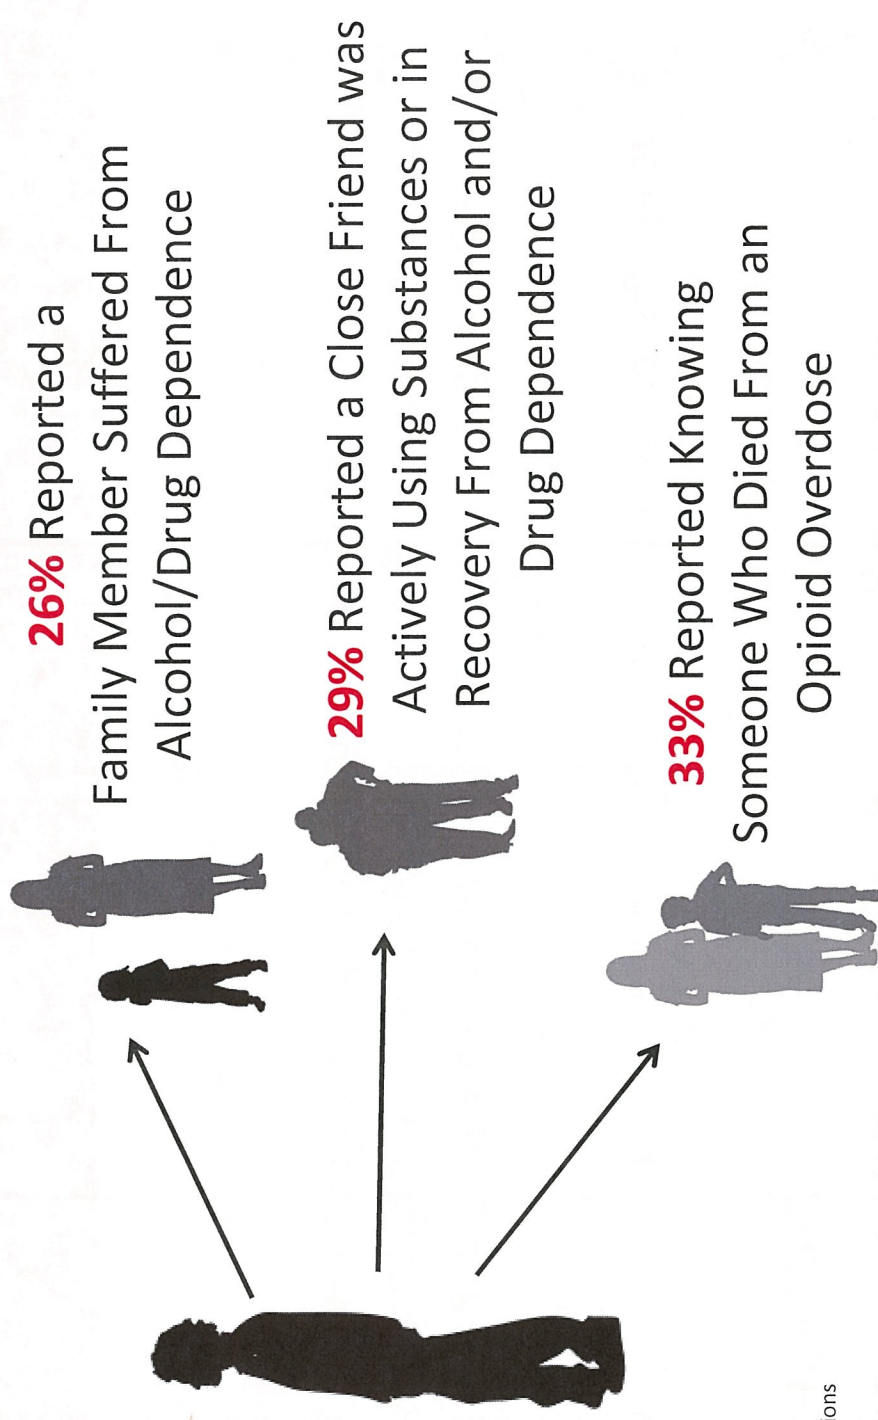 26% Reported a
Family Member Suffered From
Alcohol/Drug Dependence
29% Reported a Close Friend was
Actively Using Substances or in
Recovery From Alcohol and/or
Drug Dependence
33% Reported Knowing
Someone Who Died From an
Opioid Overdose